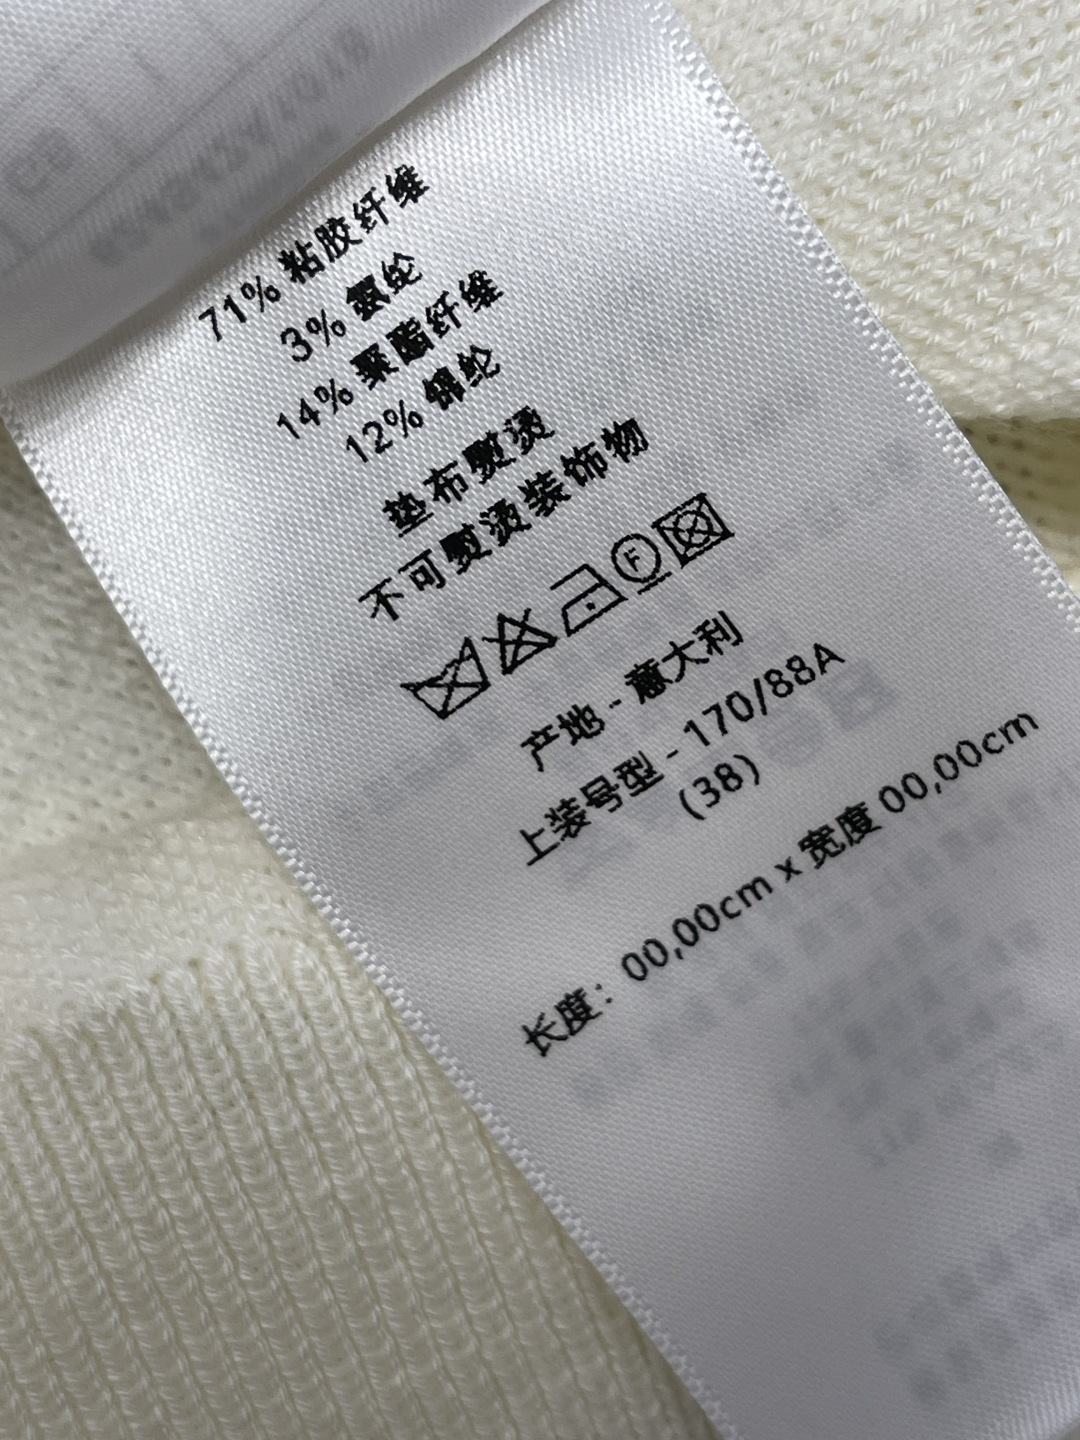 71% 粘胶纤维
3% 氨纶
14% 聚酯纤维
12% 锦纶
垫布熨烫
不可熨烫装饰物
F
产地 - 意大利
上装号型 - 170/88A
(38)
长度：00,00cm x 宽度 00,00cm